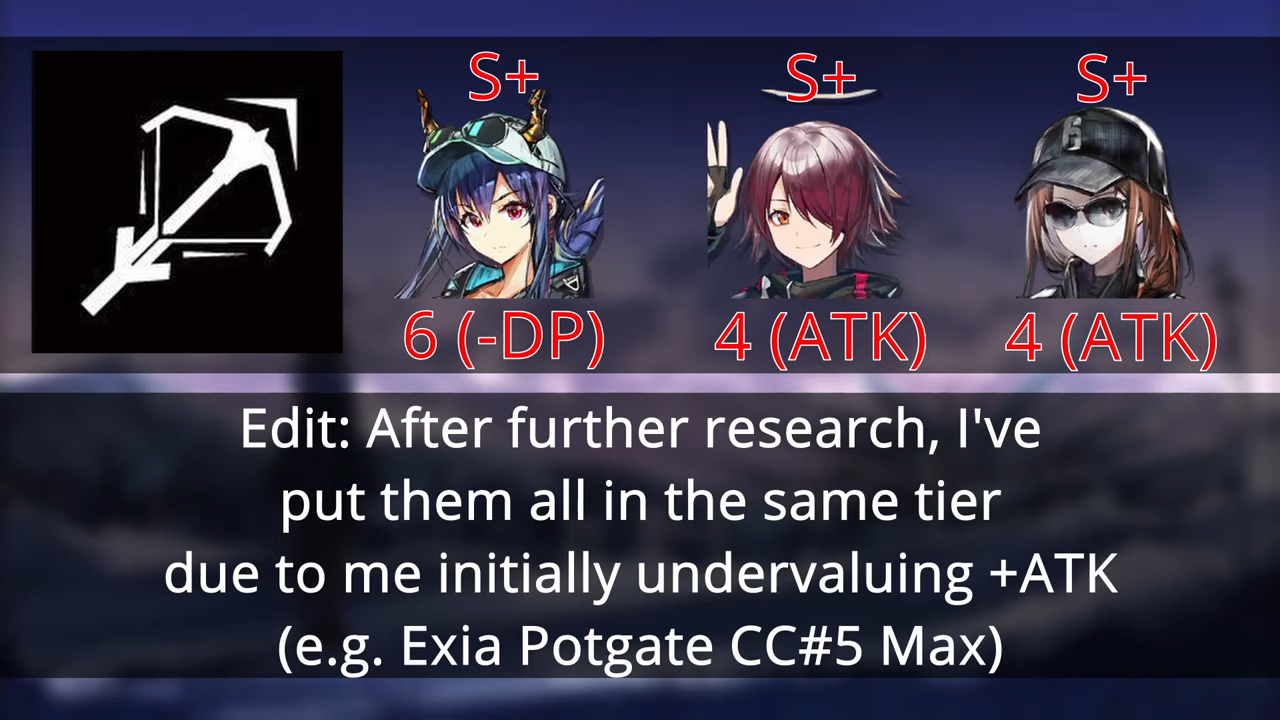 S+ S+ S+
6
6 (-DP) 4 (ATK) 4 (ATK)
Edit: After further research, I've
put them all in the same tier
due to me initially undervaluing +ATK
(e.g. Exia Potgate CC#5 Max)